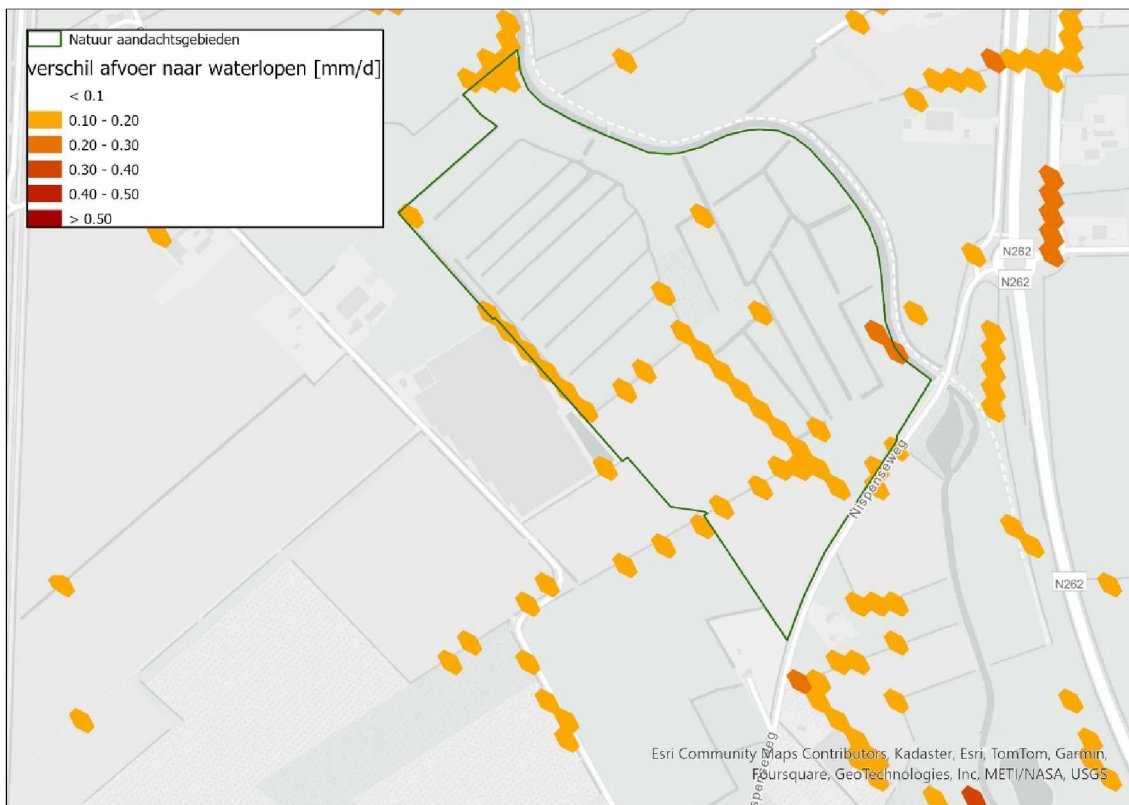 Natuur aandachtsgebieden
verschil afvoer naar waterlopen [mm/d]
< 0.1
0.10 - 0.20
0.20 - 0.30
0.30 - 0.40
0.40 - 0.50
> 0.50
N262
N262
Nispenseweg
N262
Nispenseweg
Esri Community Maps Contributors, Kadaster, Esri, TomTom, Garmin,
Foursquare, GeoTechnologies, Inc, METI/NASA, USGS